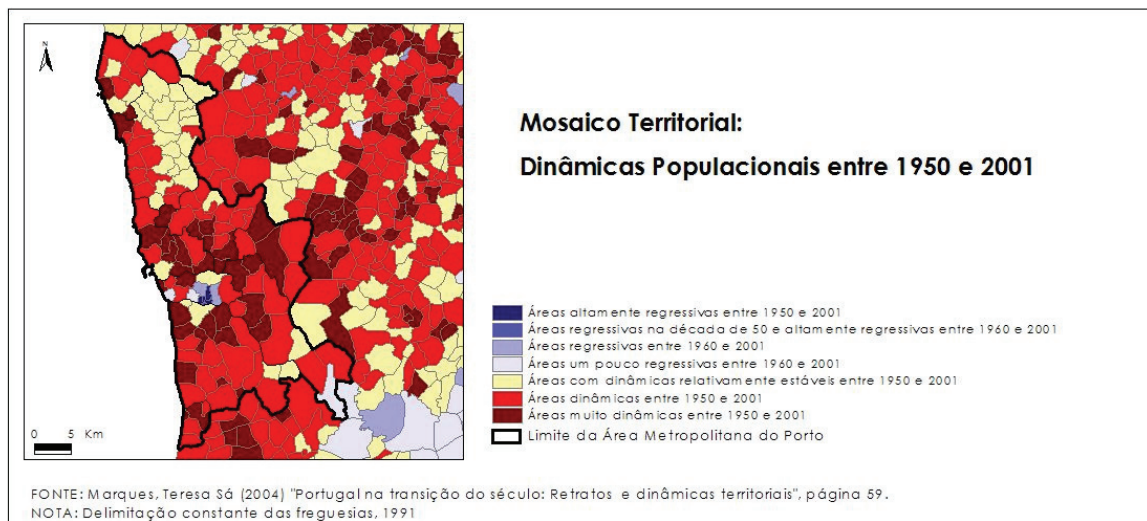 N
Mosaico Territorial:
Dinâmicas Populacionais entre 1950 e 2001
Áreas altamente regressivas entre 1950 e 2001
Áreas regressivas na década de 50 e altamente regressivas entre 1960 e 2001
Áreas regressivas entre 1960 e 2001
Áreas um pouco regressivas entre 1960 e 2001
Áreas com dinâmicas relativamente estáveis entre 1950 e 2001
Áreas dinâmicas entre 1950 e 2001
Áreas muito dinâmicas entre 1950 e 2001
Limite da Área Metropolitana do Porto
0 5 Km
FONTE: Marques, Teresa Sá (2004) "Portugal na transição do século: Retratos e dinâmicas territoriais", página 59.
NOTA: Delimitação constante das freguesias, 1991